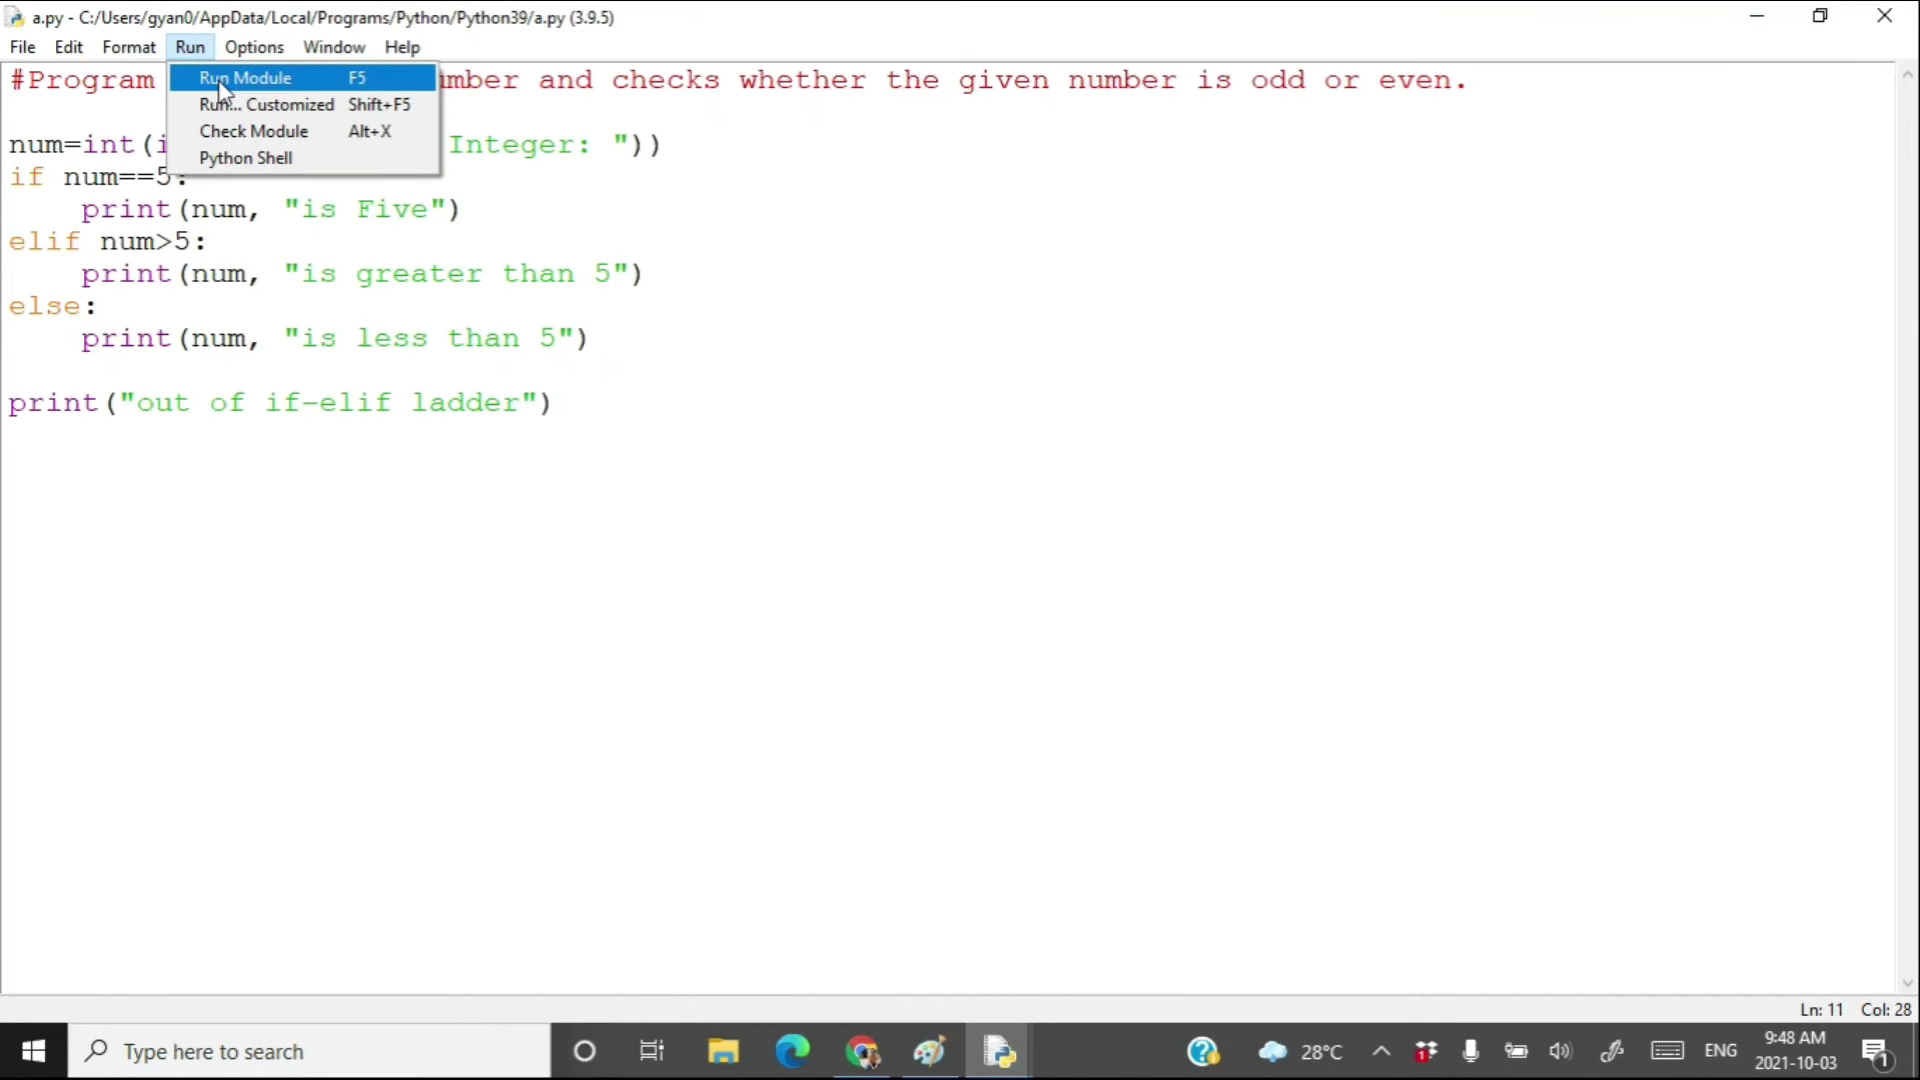 a.py - C:/Users/gyan0/AppData/Local/Programs/Python/Python39/a.py (3.9.5)
File Edit Format Run Options Window Help
Run Module F5
Run... Customized Shift+F5
Check Module Alt+X
Python Shell
#Program umber and checks whether the given number is odd or even.
num=int(i Integer: "))
if num==5:
print(num, "is Five")
elif num>5:
print(num, "is greater than 5")
else:
print(num, "is less than 5")
print("out of if-elif ladder")
Ln: 11 Col: 28
Type here to search
28°C
ENG
9:48 AM
2021-10-03
1